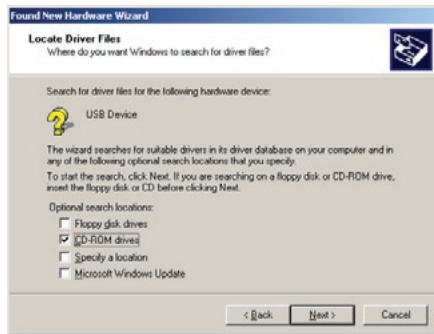 Found New Hardware Wizard
Locate Driver Files
Where do you want Windows to search for driver files?
Search for driver files for the following hardware device:
USB Device
The wizard searches for suitable drivers in its driver database on your computer and in
any of the following optional search locations that you specify.
To start the search, click Next. If you are searching on a floppy disk or CD-ROM drive,
insert the floppy disk or CD before clicking Next.
Optional search locations:
Floppy disk drives
CD-ROM drives
Specify a location
Microsoft Windows Update
< Back Next > Cancel